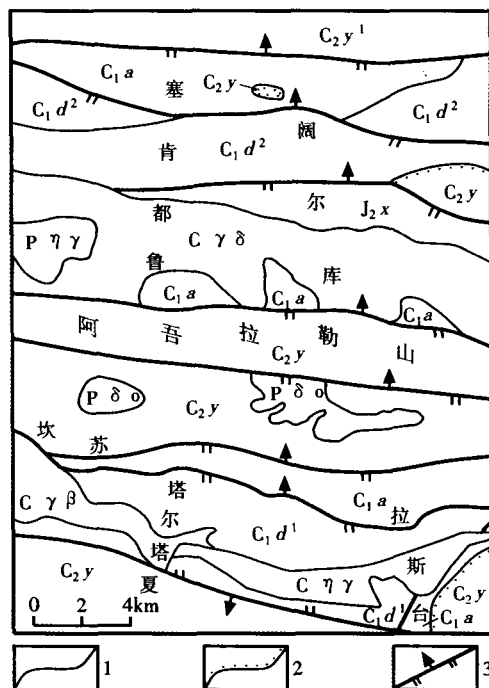 C₂y¹
C₁a
塞
C₂y
C₁d²
C₁d²
阔
肯
C₁d²
C₂y
尔
J₂x
都
Pηγ
Cγδ
鲁
库
C₁a
C₁a
C₁a
阿吾拉勒山
C₂y
Pδο
Pδο
C₂y
坎苏
塔
C₁a
拉
尔
Cγβ
C₁d¹
塔
斯
C₂y
夏
Cηγ
C₂y
C₁d¹
台
C₁a
0 2 4km
1
2
3